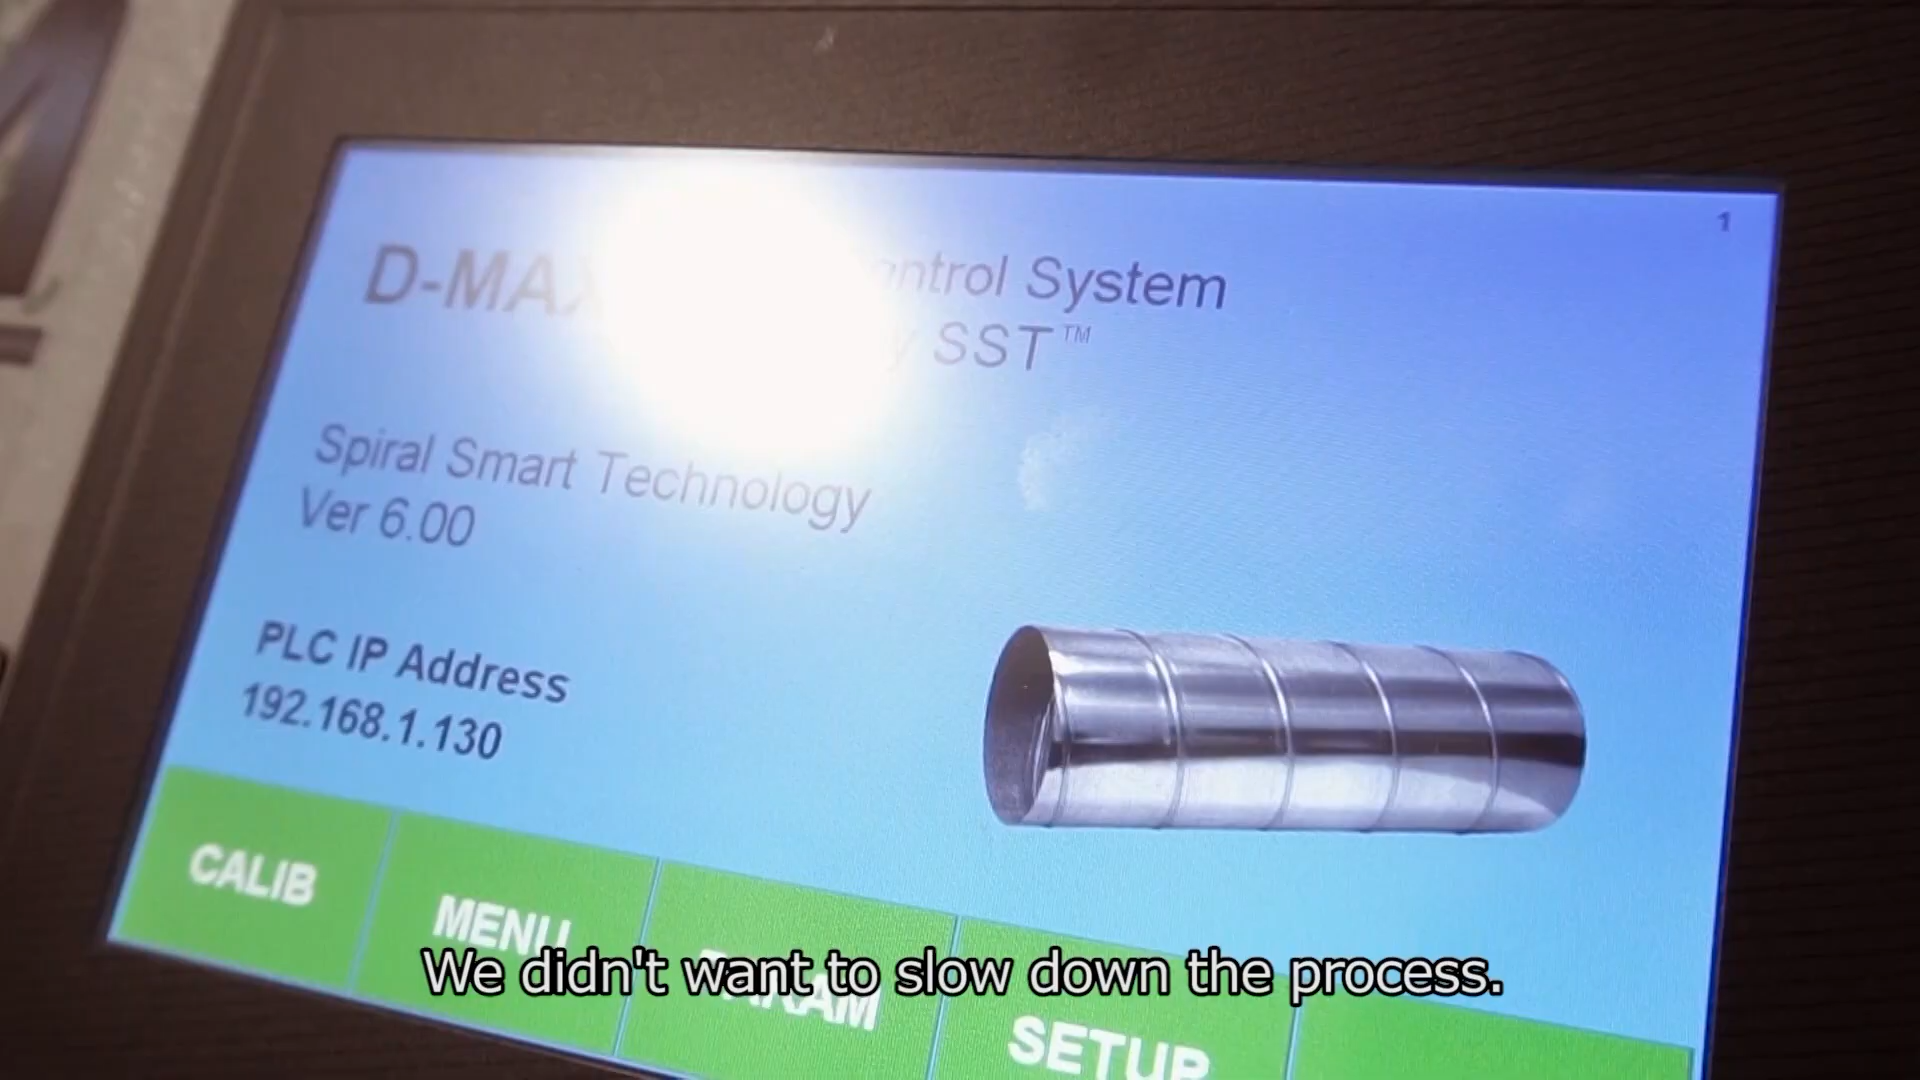 1
D-MAX ntrol System
SST™
Spiral Smart Technology
Ver 6.00
PLC IP Address
192.168.1.130
CALIB
MENU
PARAM
SETUP
We didn't want to slow down the process.